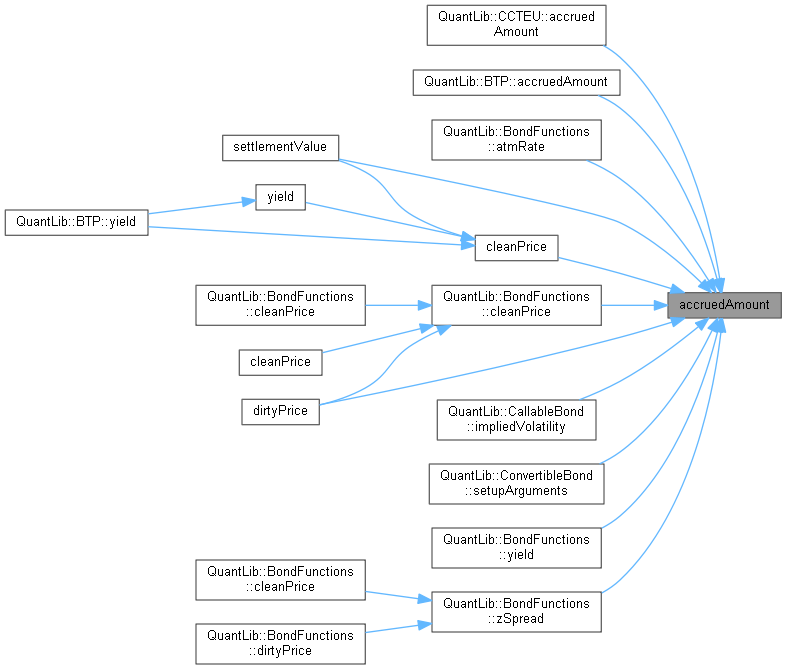 QuantLib::CCTEU::accrued
Amount
QuantLib::BTP::accruedAmount
QuantLib::BondFunctions
::atmRate
settlementValue
yield
QuantLib::BTP::yield
cleanPrice
QuantLib::BondFunctions
::cleanPrice
QuantLib::BondFunctions
::cleanPrice
accruedAmount
cleanPrice
dirtyPrice
QuantLib::CallableBond
::impliedVolatility
QuantLib::ConvertibleBond
::setupArguments
QuantLib::BondFunctions
::yield
QuantLib::BondFunctions
::cleanPrice
QuantLib::BondFunctions
::zSpread
QuantLib::BondFunctions
::dirtyPrice